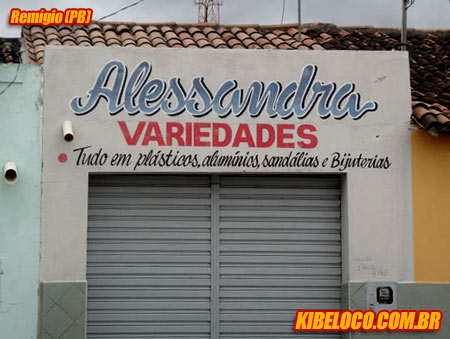 Remígio (PB)
Alessandra
VARIEDADES
• Tudo em plásticos, alumínios, sandálias e Bijuterias
KIBELOCO.COM.BR